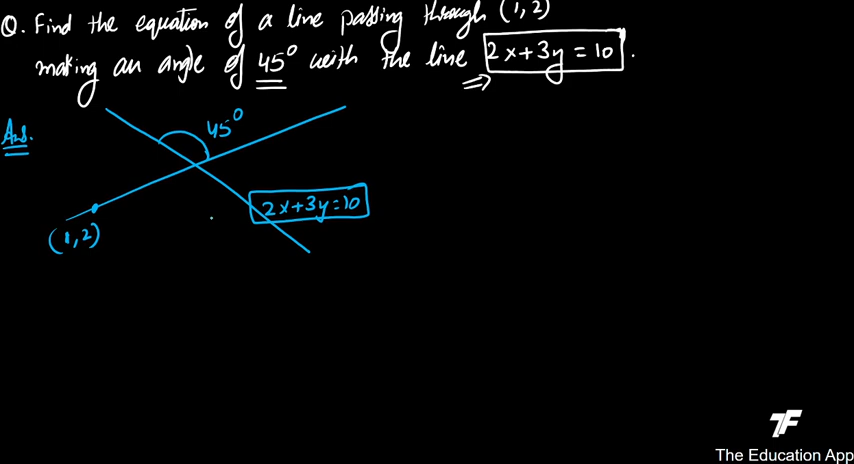 Q. Find the equation of a line passing through (1, 2)
making an angle of 45° with the line ⇒ 2x+3y = 10 .
Ans.
45°
2x+3y=10
(1, 2)
The Education App